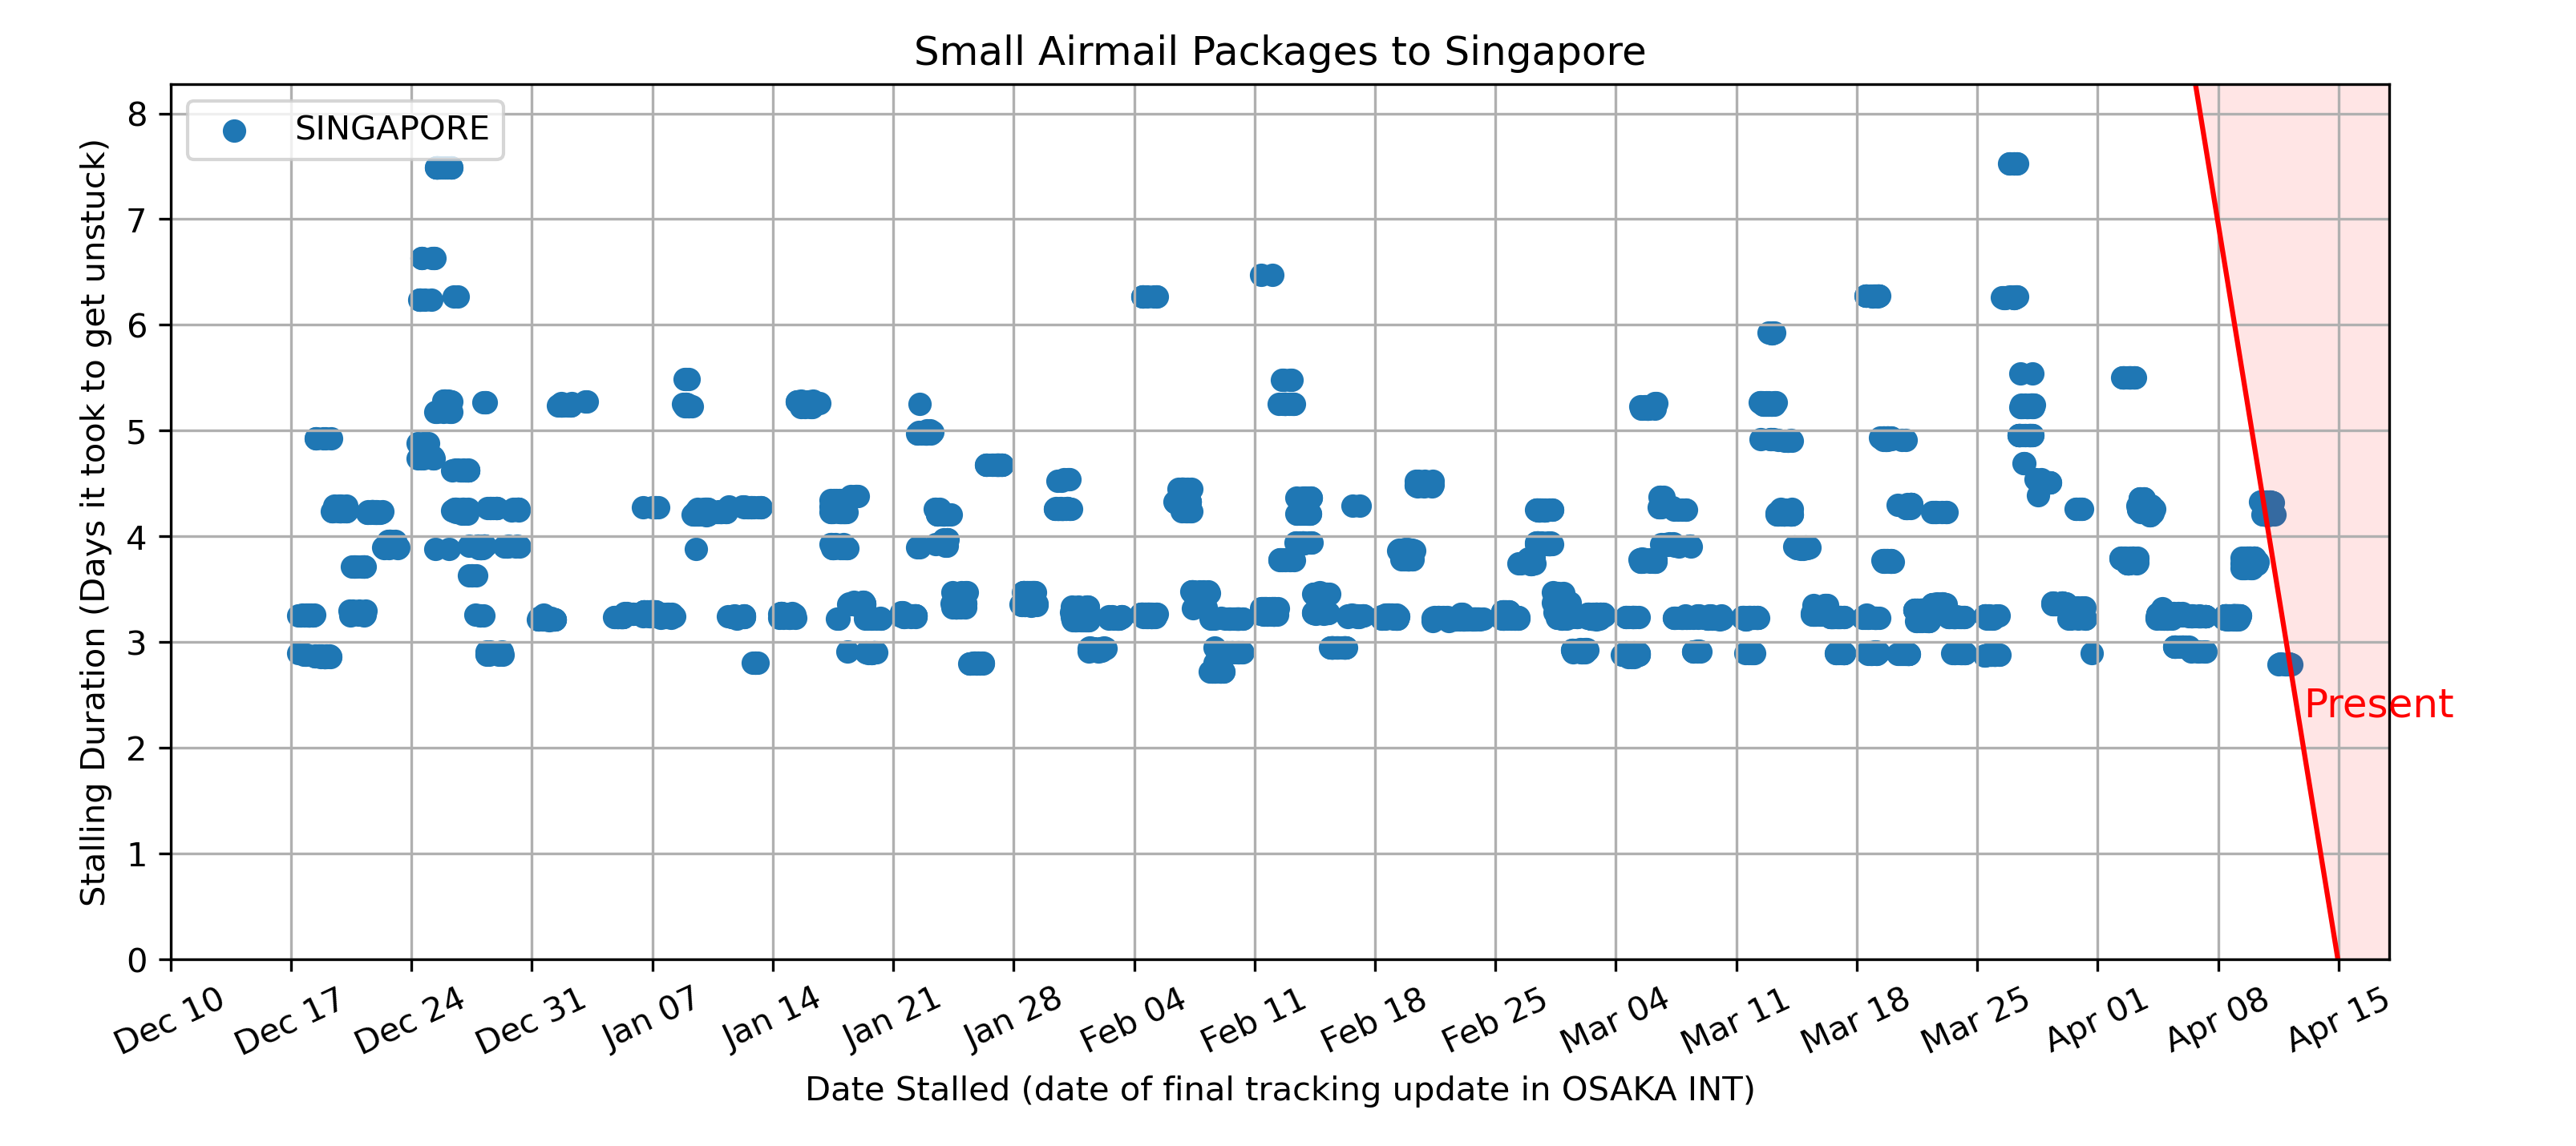 Small Airmail Packages to Singapore
SINGAPORE
Stalling Duration (Days it took to get unstuck)
8
7
6
5
4
3
2
1
0
Present
Dec 10 Dec 17 Dec 24 Dec 31 Jan 07 Jan 14 Jan 21 Jan 28 Feb 04 Feb 11 Feb 18 Feb 25 Mar 04 Mar 11 Mar 18 Mar 25 Apr 01 Apr 08 Apr 15
Date Stalled (date of final tracking update in OSAKA INT)